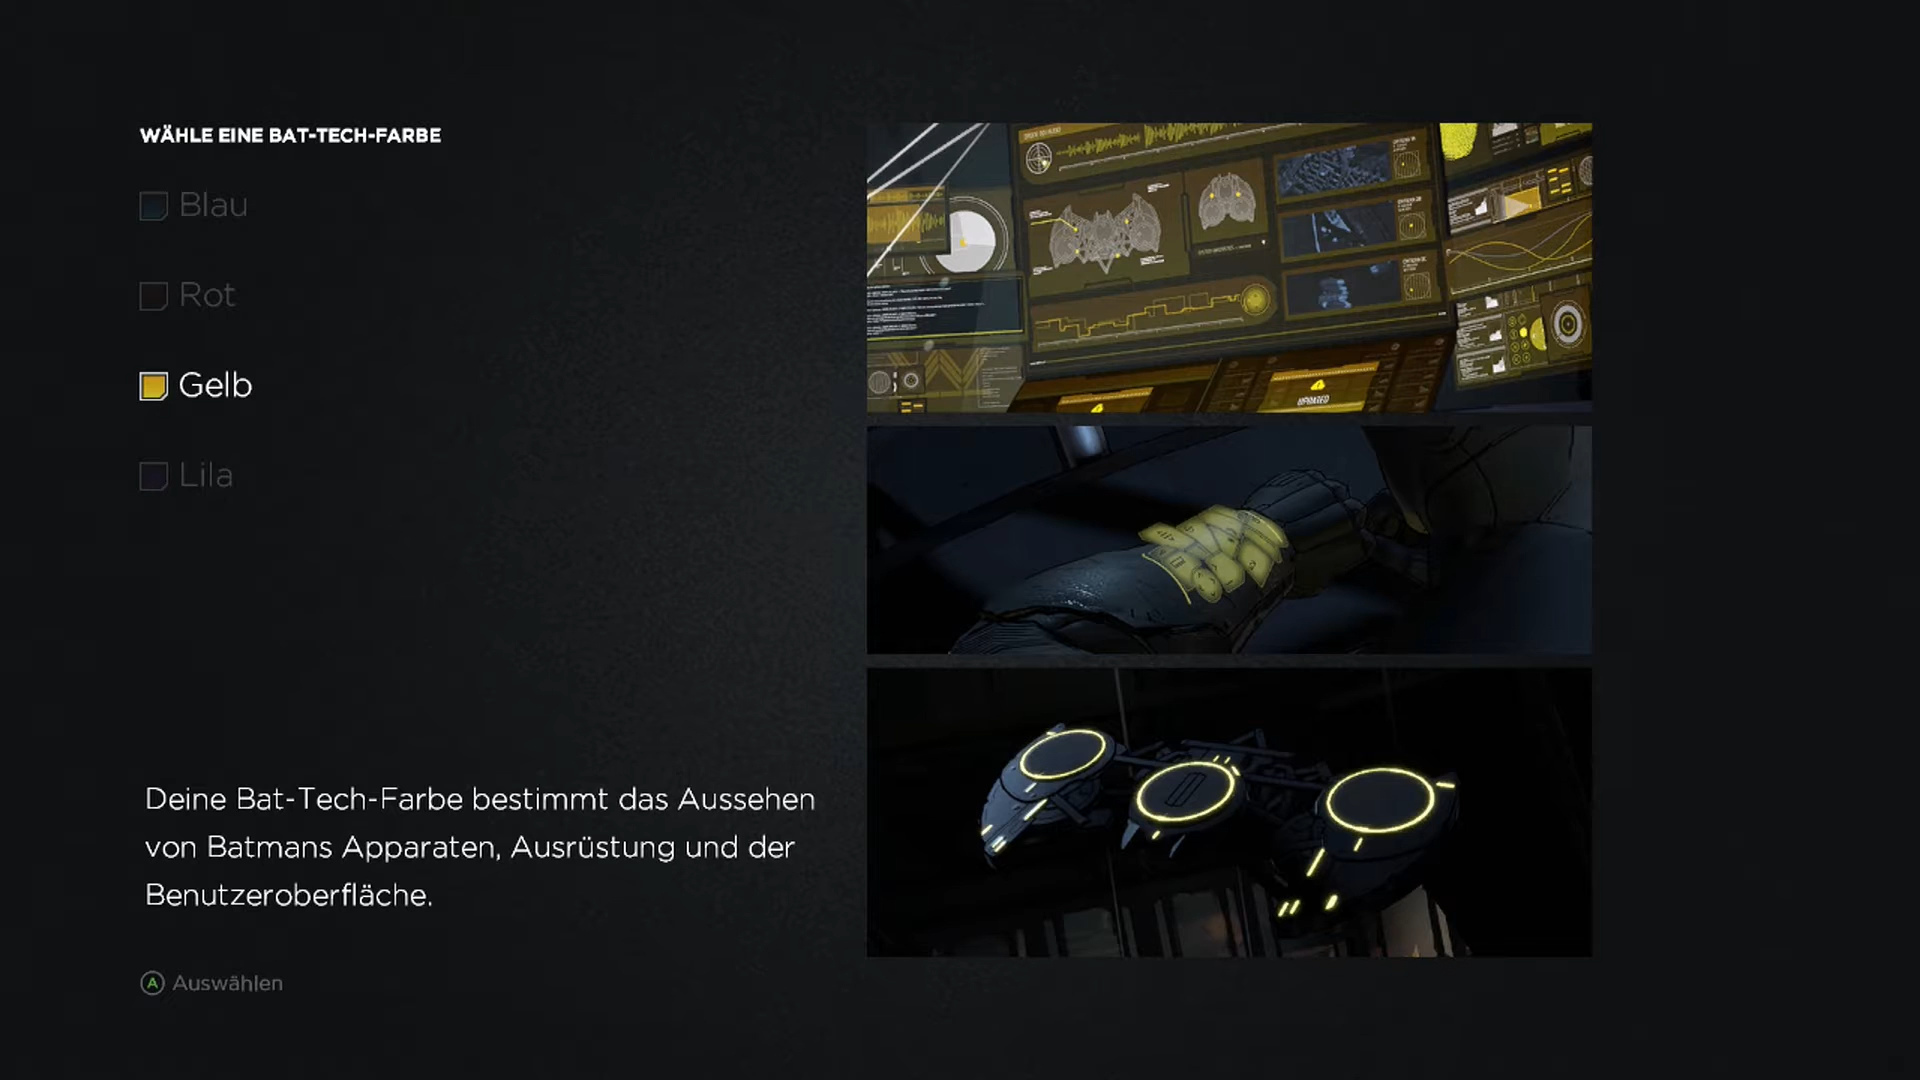 WÄHLE EINE BAT-TECH-FARBE
Blau
Rot
Gelb
Lila
UPDATED
Deine Bat-Tech-Farbe bestimmt das Aussehen
von Batmans Apparaten, Ausrüstung und der
Benutzeroberfläche.
A Auswählen